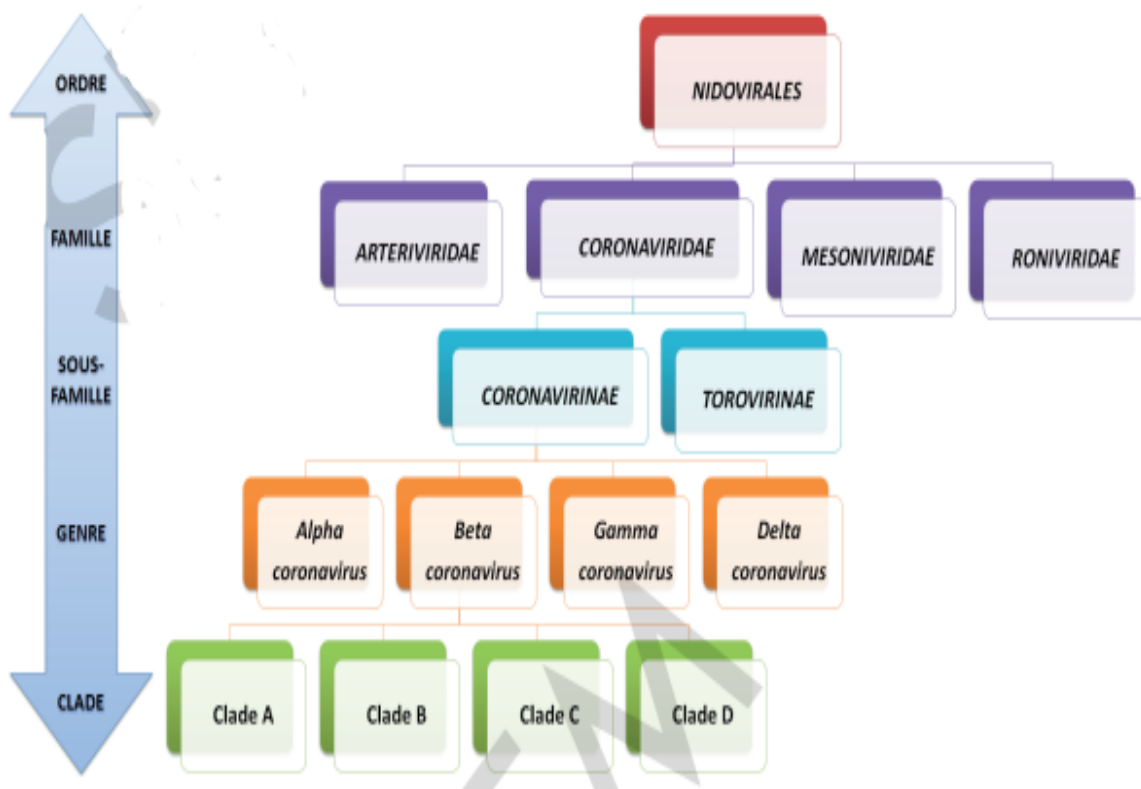 ORDRE
NIDOVIRALES
FAMILLE
ARTERIVIRIDAE
CORONAVIRIDAE
MESONIVIRIDAE
RONIVIRIDAE
SOUS-
FAMILLE
CORONAVIRINAE
TOROVIRINAE
GENRE
Alpha
coronavirus
Beta
coronavirus
Gamma
coronavirus
Delta
coronavirus
CLADE
Clade A
Clade B
Clade C
Clade D